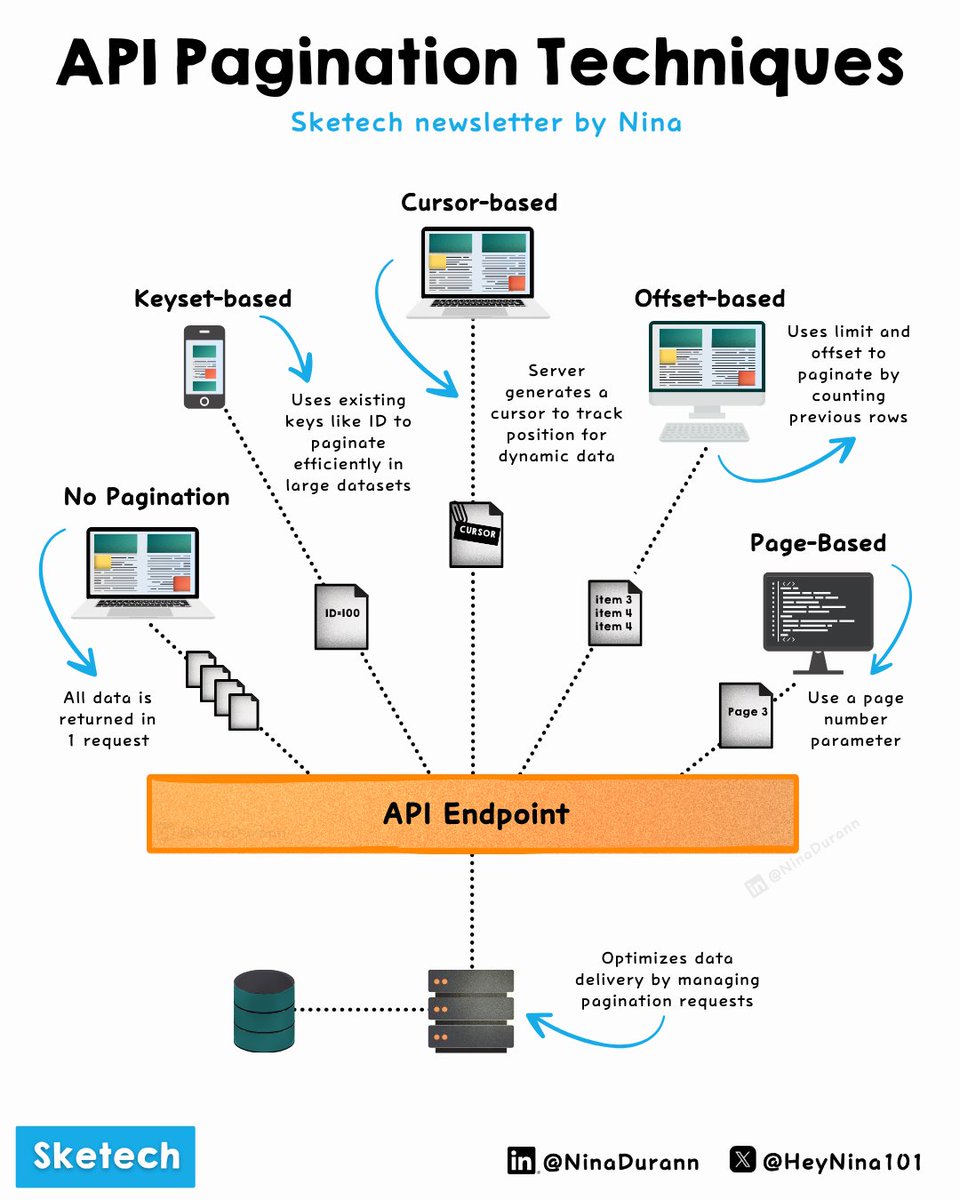 API Pagination Techniques
Sketech newsletter by Nina
Cursor-based
Keyset-based
Offset-based
Uses limit and
offset to
paginate by
counting
previous rows
Server
generates a
cursor to track
position for
dynamic data
Uses existing
keys like ID to
paginate
efficiently in
large datasets
No Pagination
CURSOR
Page-Based
ID=100
item 3
item 4
item 4
</>
</>
All data is
returned in
1 request
Page 3
Use a page
number
parameter
API Endpoint
in @NinaDurann
in @NinaDurann
Optimizes data
delivery by managing
pagination requests
Sketech
in @NinaDurann
X @HeyNina101